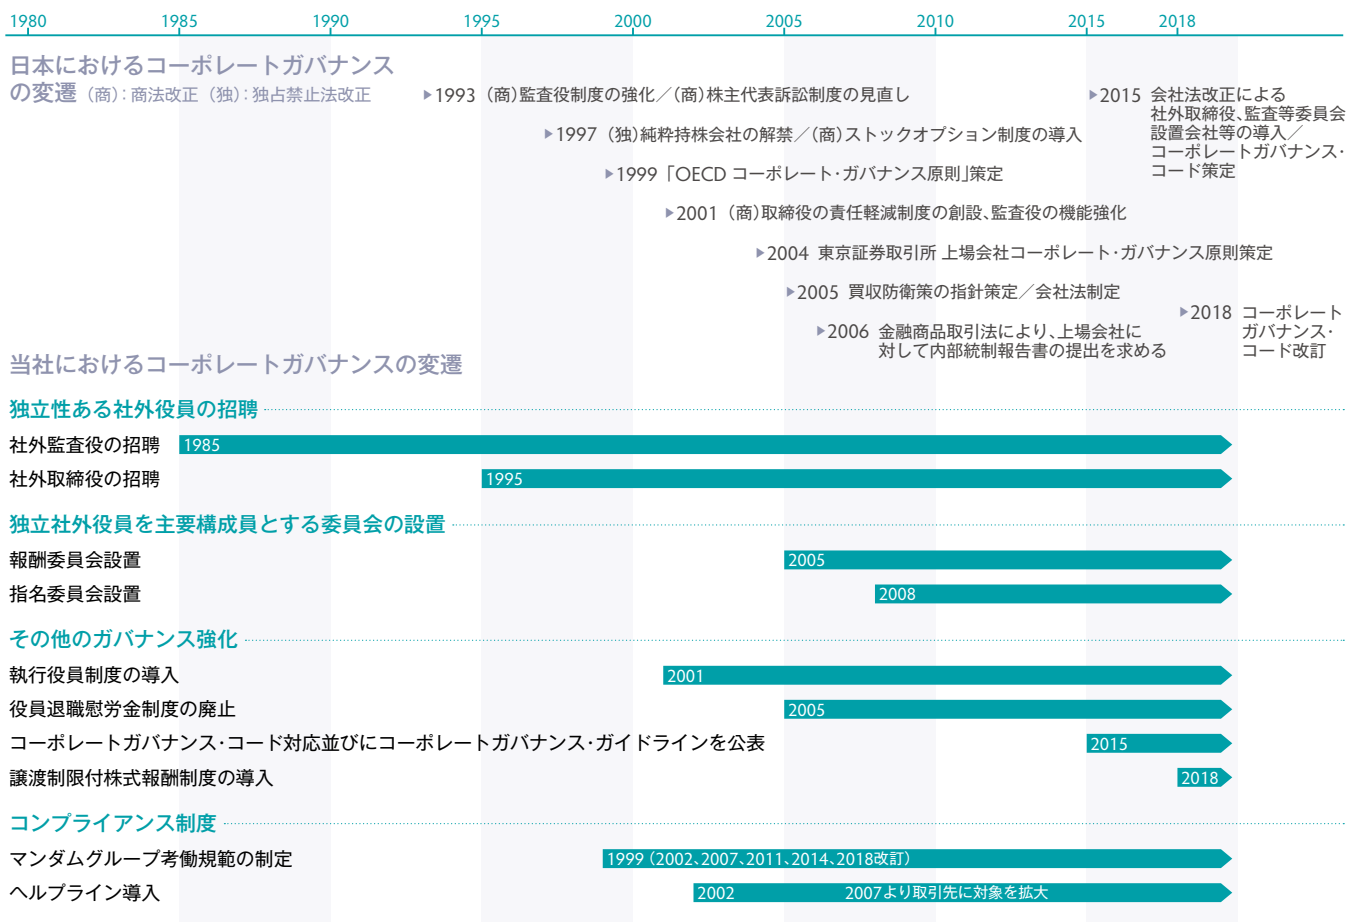 1980 1985 1990 1995 2000 2005 2010 2015 2018
日本におけるコーポレートガバナンス
の変遷（商）：商法改正（独）：独占禁止法改正
▶1993（商）監査役制度の強化／（商）株主代表訴訟制度の見直し
▶1997（独）純粋持株会社の解禁／（商）ストックオプション制度の導入
▶1999「OECD コーポレート・ガバナンス原則」策定
▶2001（商）取締役の責任軽減制度の創設、監査役の機能強化
▶2004 東京証券取引所 上場会社コーポレート・ガバナンス原則策定
▶2005 買収防衛策の指針策定／会社法制定
▶2006 金融商品取引法により、上場会社に
対して内部統制報告書の提出を求める
▶2015 会社法改正による
社外取締役、監査等委員会
設置会社等の導入／
コーポレートガバナンス・
コード策定
▶2018 コーポレート
ガバナンス・
コード改訂
当社におけるコーポレートガバナンスの変遷
独立性ある社外役員の招聘
社外監査役の招聘 1985
社外取締役の招聘 1995
独立社外役員を主要構成員とする委員会の設置
報酬委員会設置 2005
指名委員会設置 2008
その他のガバナンス強化
執行役員制度の導入 2001
役員退職慰労金制度の廃止 2005
コーポレートガバナンス・コード対応並びにコーポレートガバナンス・ガイドラインを公表 2015
譲渡制限付株式報酬制度の導入 2018
コンプライアンス制度
マンダムグループ考働規範の制定 1999（2002、2007、2011、2014、2018改訂）
ヘルプライン導入 2002 2007より取引先に対象を拡大